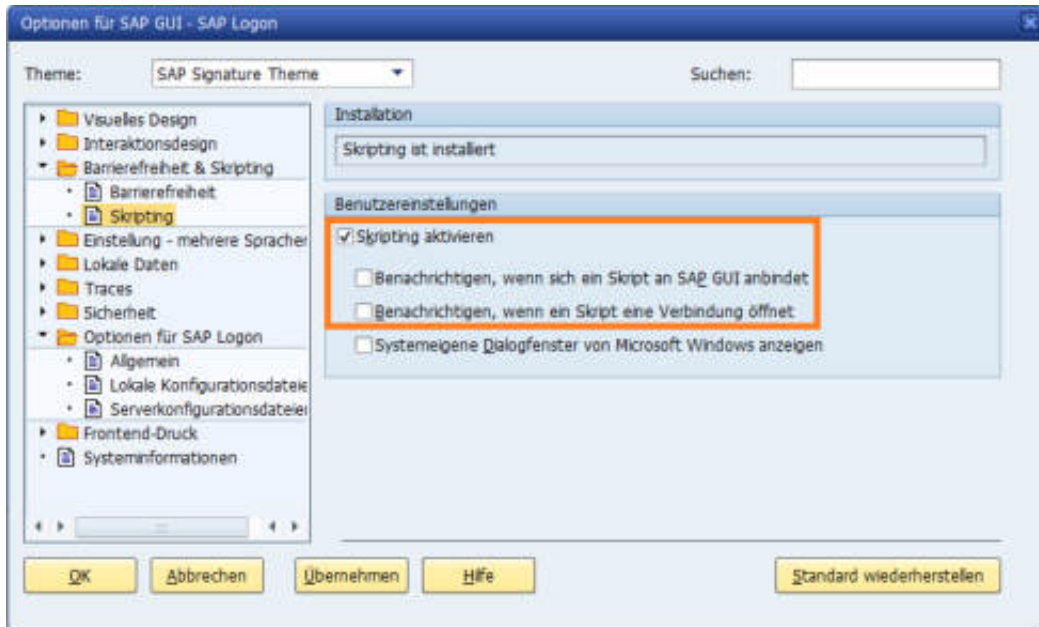 Optionen für SAP GUI - SAP Logon
Theme: SAP Signature Theme Suchen:
Visuelles Design
Interaktionsdesign
Barrierefreiheit & Skripting
Barrierefreiheit
Skripting
Einstellung - mehrere Sprachen
Lokale Daten
Traces
Sicherheit
Optionen für SAP Logon
Allgemein
Lokale Konfigurationsdateie
Serverkonfigurationsdateien
Frontend-Druck
Systeminformationen
Installation
Skripting ist installiert
Benutzereinstellungen
Skripting aktivieren
Benachrichtigen, wenn sich ein Skript an SAP GUI anbindet
Benachrichtigen, wenn ein Skript eine Verbindung öffnet
Systemeigene Dialogfenster von Microsoft Windows anzeigen
OK Abbrechen Übernehmen Hilfe Standard wiederherstellen